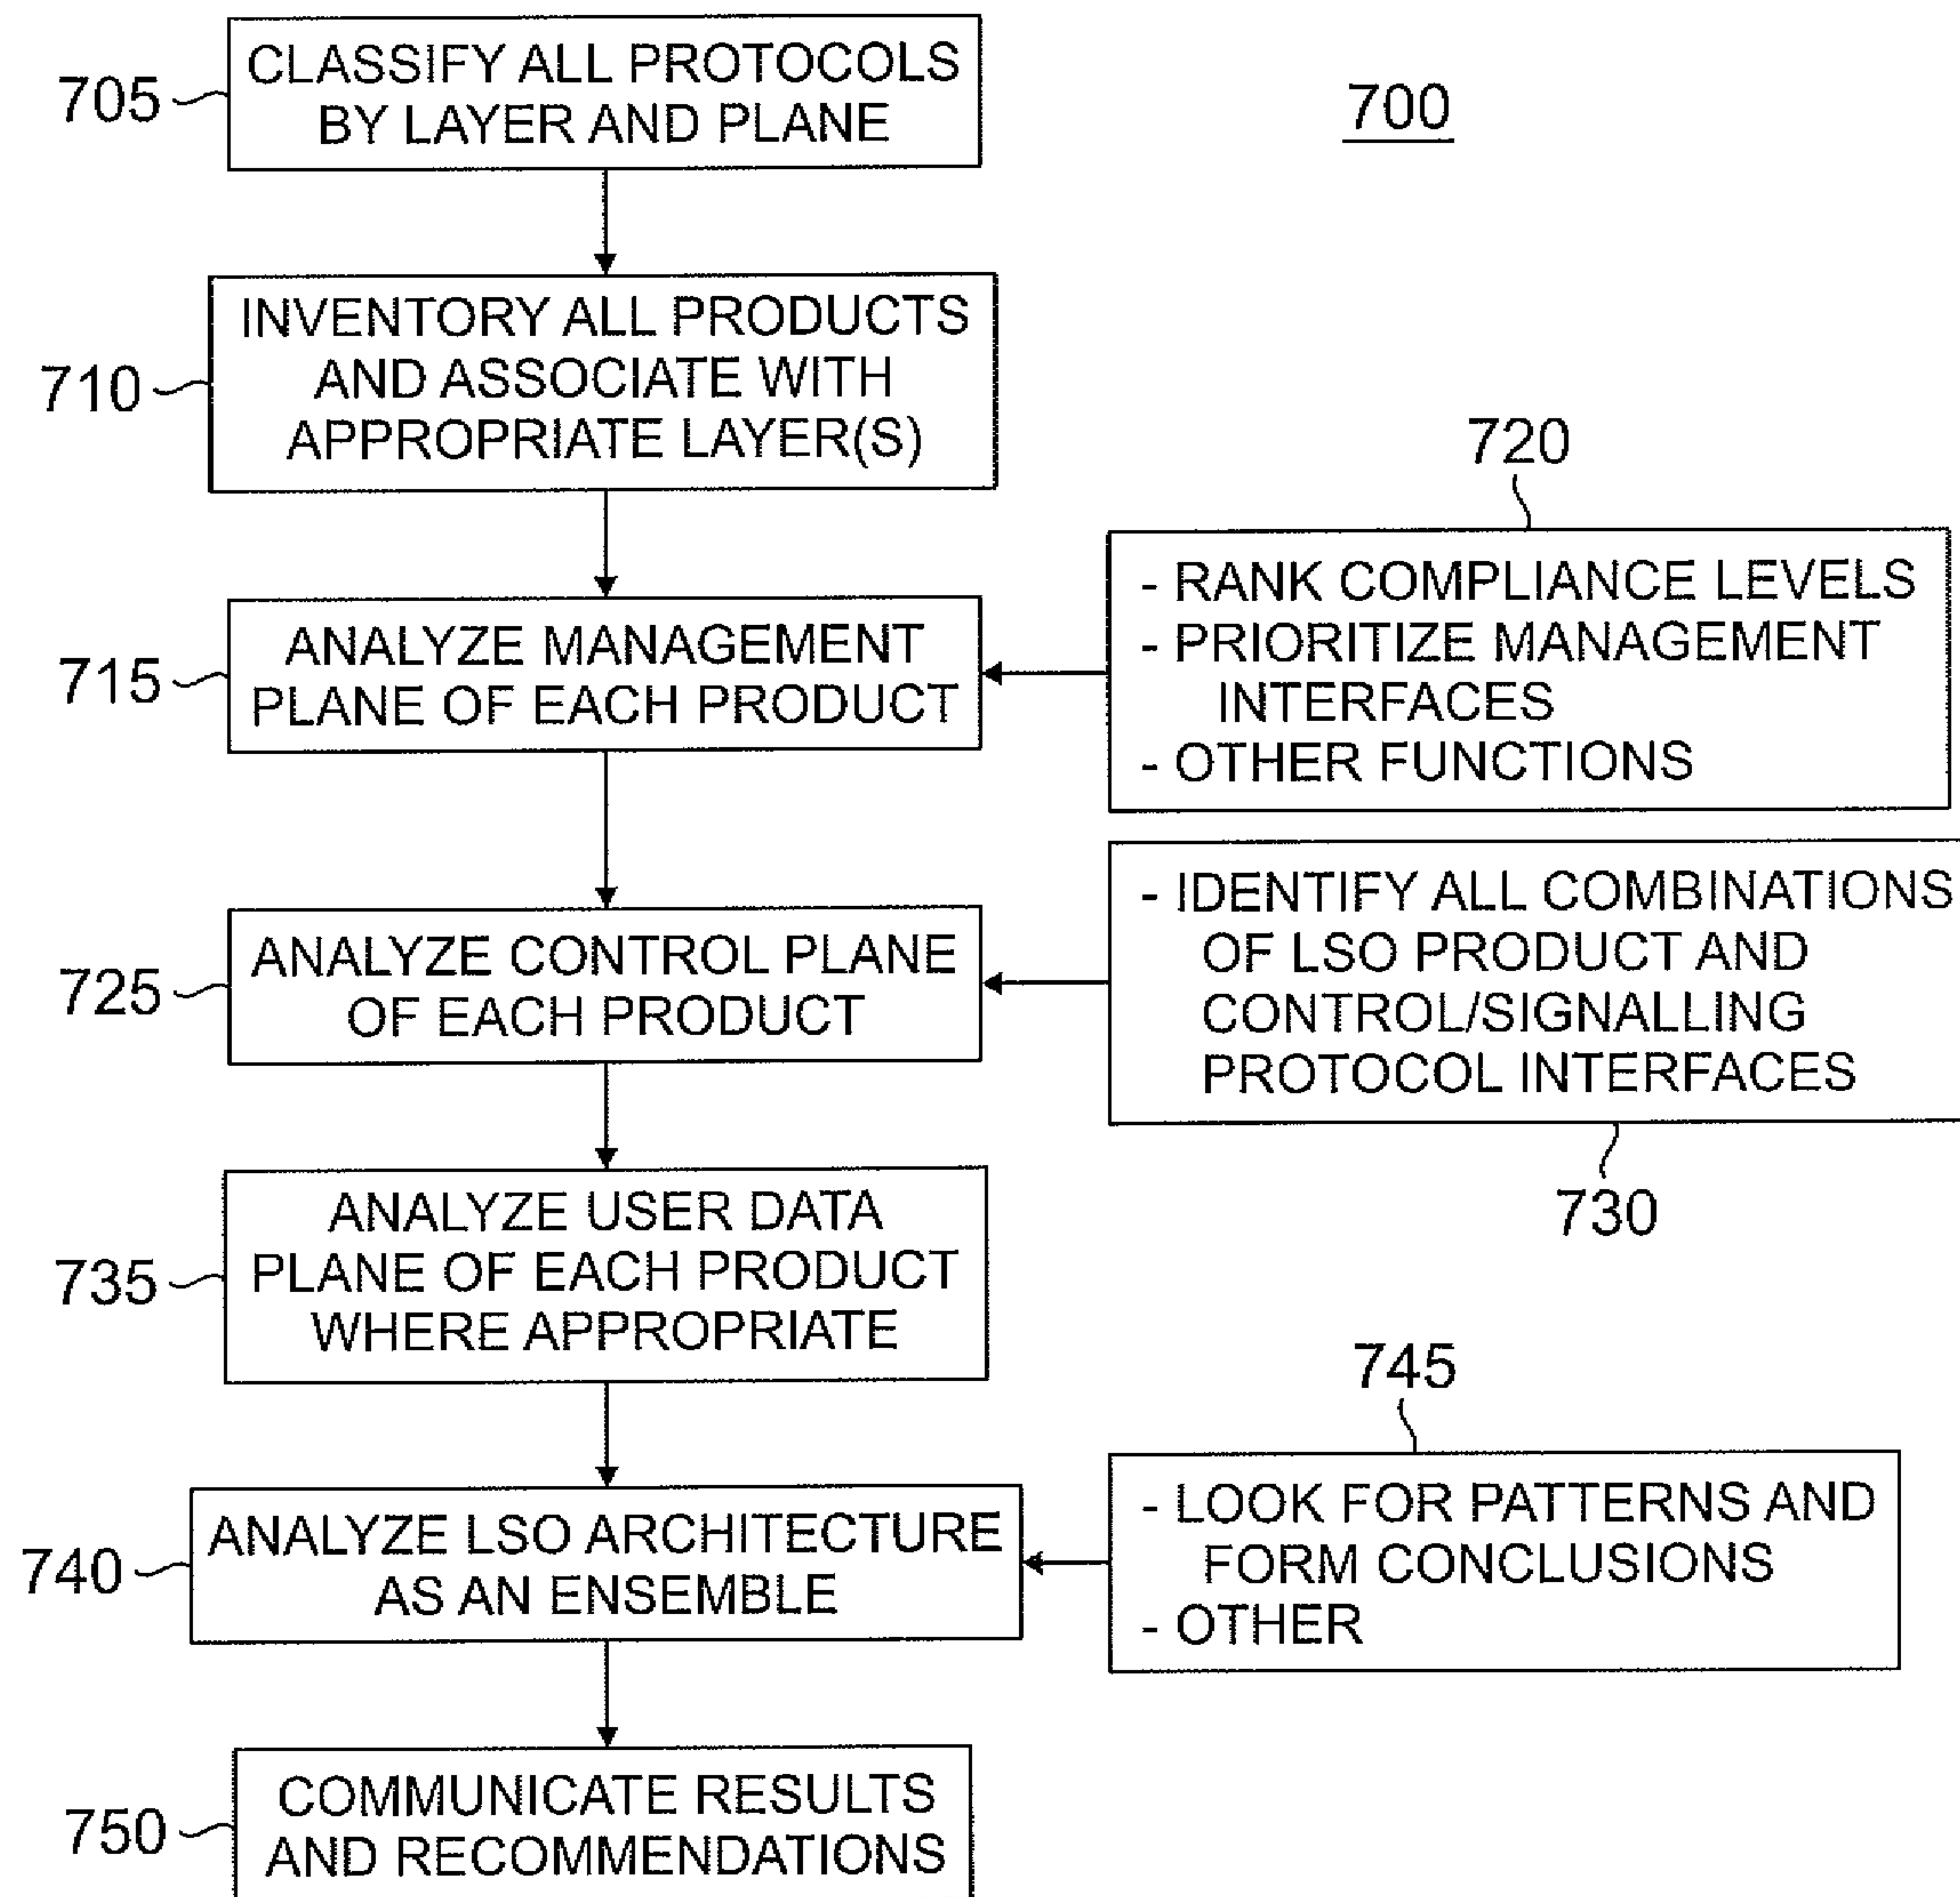 705
CLASSIFY ALL PROTOCOLS
BY LAYER AND PLANE
700
710
INVENTORY ALL PRODUCTS
AND ASSOCIATE WITH
APPROPRIATE LAYER(S)
715
ANALYZE MANAGEMENT
PLANE OF EACH PRODUCT
720
- RANK COMPLIANCE LEVELS
- PRIORITIZE MANAGEMENT
INTERFACES
- OTHER FUNCTIONS
725
ANALYZE CONTROL PLANE
OF EACH PRODUCT
- IDENTIFY ALL COMBINATIONS
OF LSO PRODUCT AND
CONTROL/SIGNALLING
PROTOCOL INTERFACES
730
735
ANALYZE USER DATA
PLANE OF EACH PRODUCT
WHERE APPROPRIATE
740
ANALYZE LSO ARCHITECTURE
AS AN ENSEMBLE
745
- LOOK FOR PATTERNS AND
FORM CONCLUSIONS
- OTHER
750
COMMUNICATE RESULTS
AND RECOMMENDATIONS